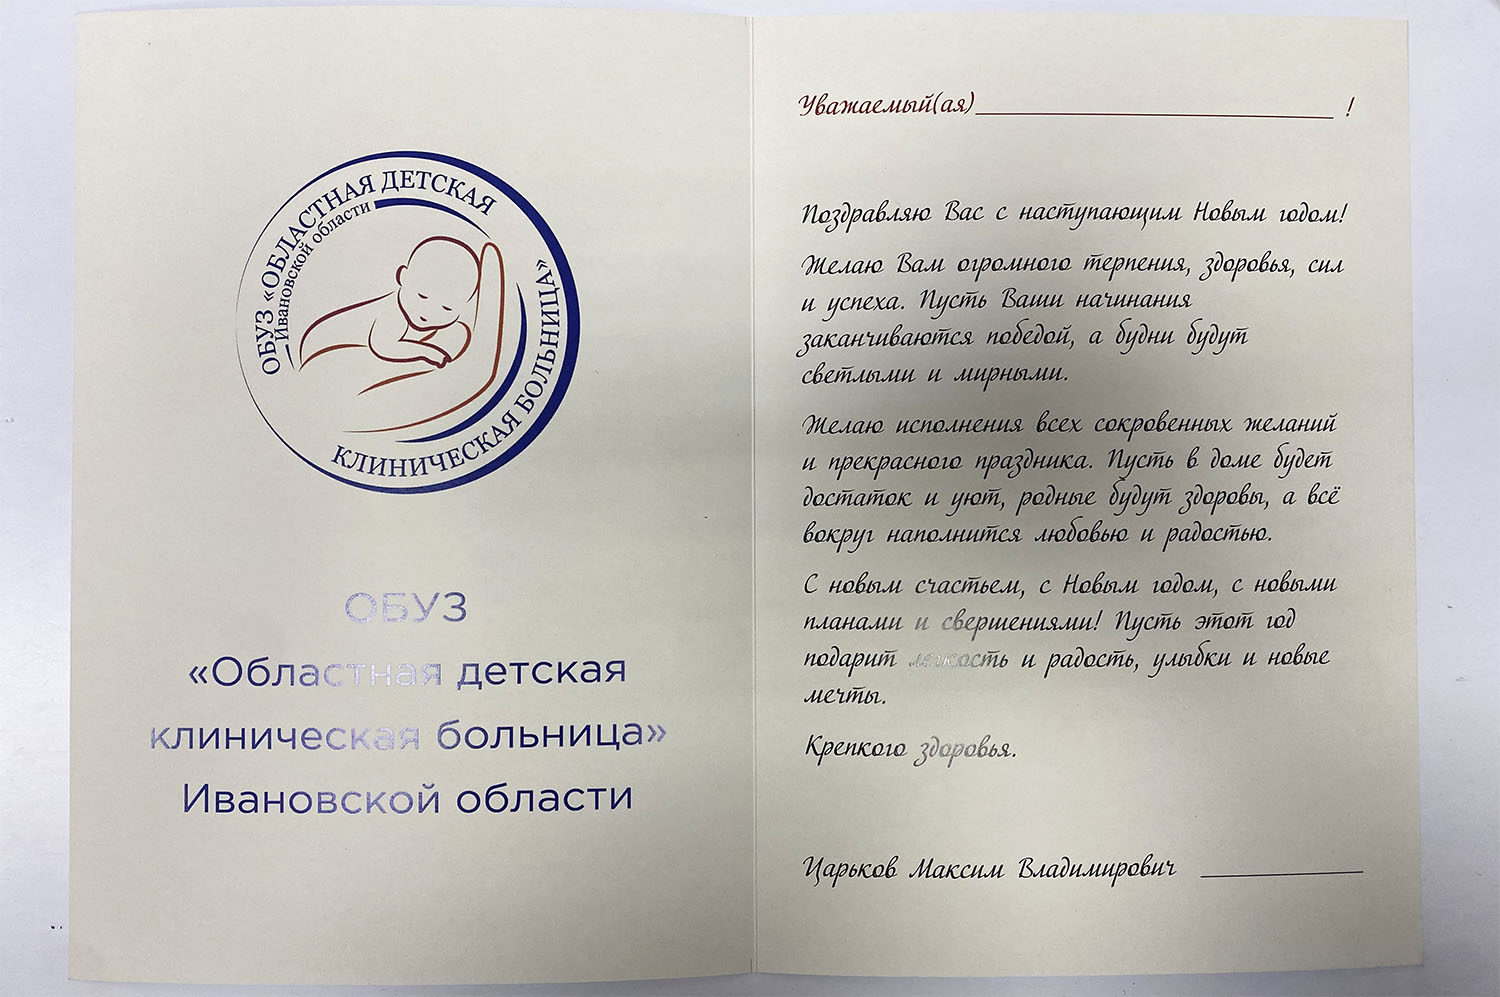 ОБУЗ «ОБЛАСТНАЯ ДЕТСКАЯ
КЛИНИЧЕСКАЯ БОЛЬНИЦА»
Ивановской области
ОБУЗ
«Областная детская
клиническая больница»
Ивановской области
Уважаемый(ая)____________________ !
Поздравляю Вас с наступающим Новым годом!
Желаю Вам огромного терпения, здоровья, сил
и успеха. Пусть Ваши начинания
заканчиваются победой, а будни будут
светлыми и мирными.
Желаю исполнения всех сокровенных желаний
и прекрасного праздника. Пусть в доме будет
достаток и уют, родные будут здоровы, а всё
вокруг наполнится любовью и радостью.
С новым счастьем, с Новым годом, с новыми
планами и свершениями! Пусть этот год
подарит легкость и радость, улыбки и новые
мечты.
Крепкого здоровья.
Царьков Максим Владимирович __________